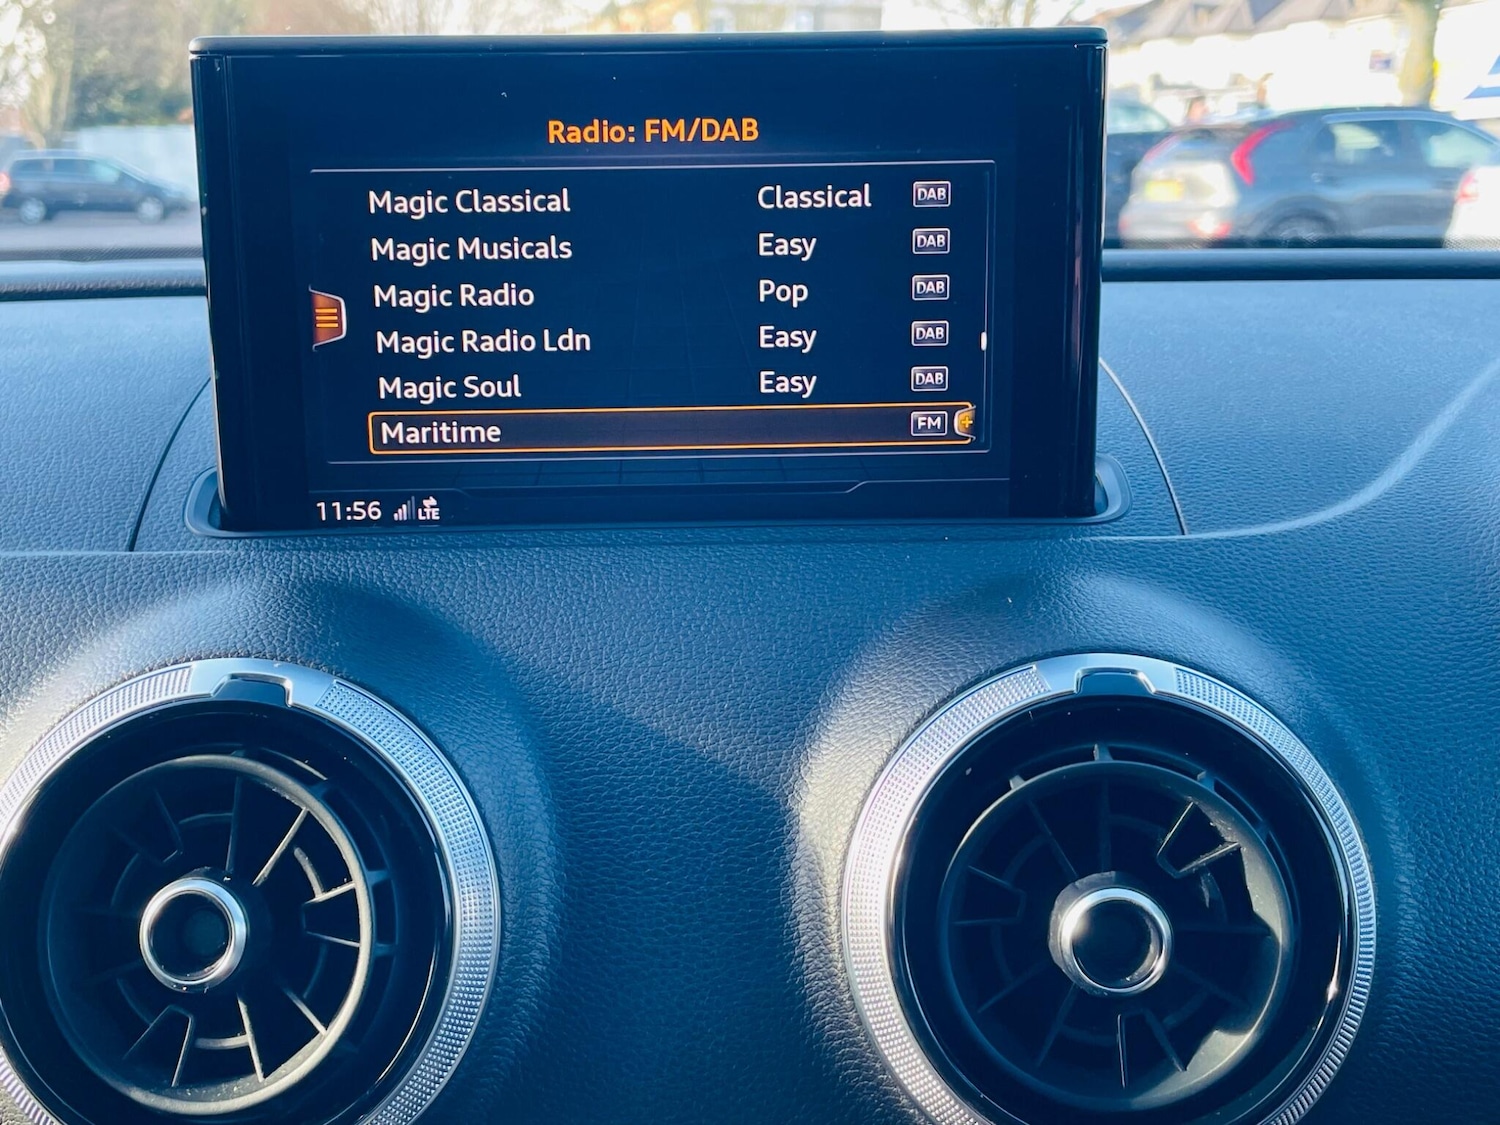 Radio: FM/DAB
Magic Classical Classical DAB
Magic Musicals Easy DAB
Magic Radio Pop DAB
Magic Radio Ldn Easy DAB
Magic Soul Easy DAB
Maritime FM
11:56 LTE